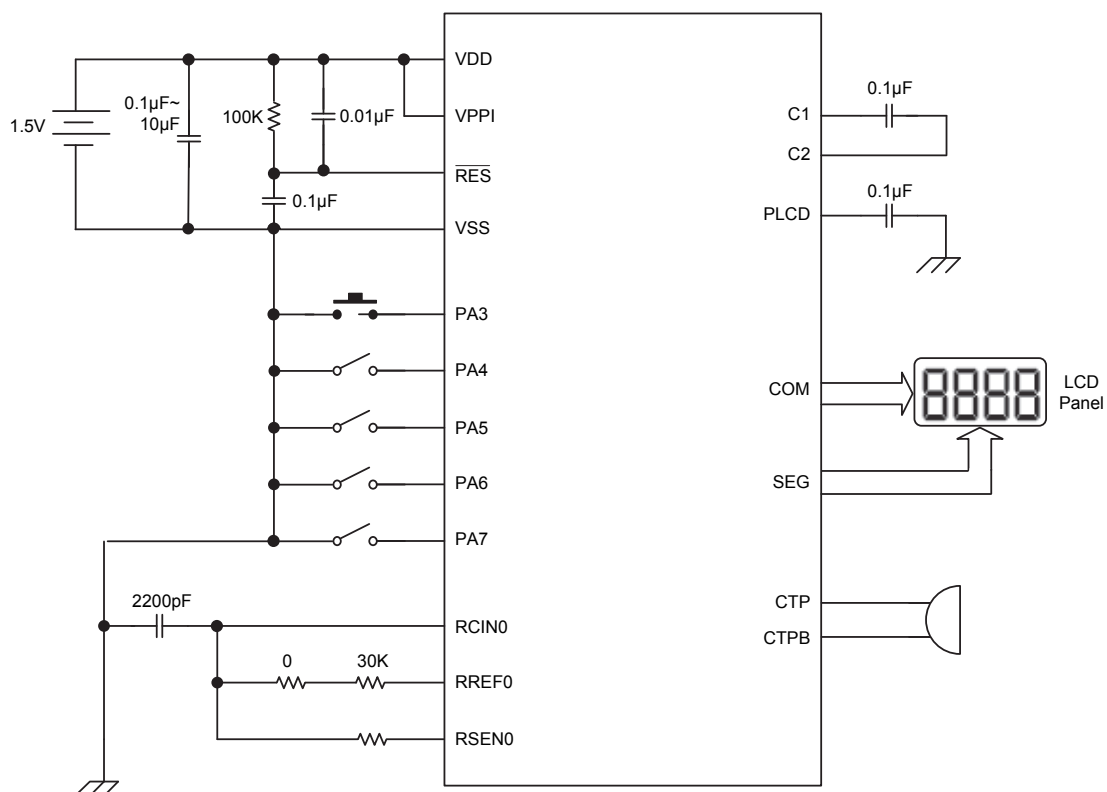 VDD
0.1μF~
10μF
1.5V
100K
0.01μF
VPPI
RES
0.1μF
VSS
PA3
PA4
PA5
PA6
PA7
2200pF
RCIN0
0
30K
RREF0
RSEN0
0.1μF
C1
C2
0.1μF
PLCD
COM
8888
LCD
Panel
SEG
CTP
CTPB